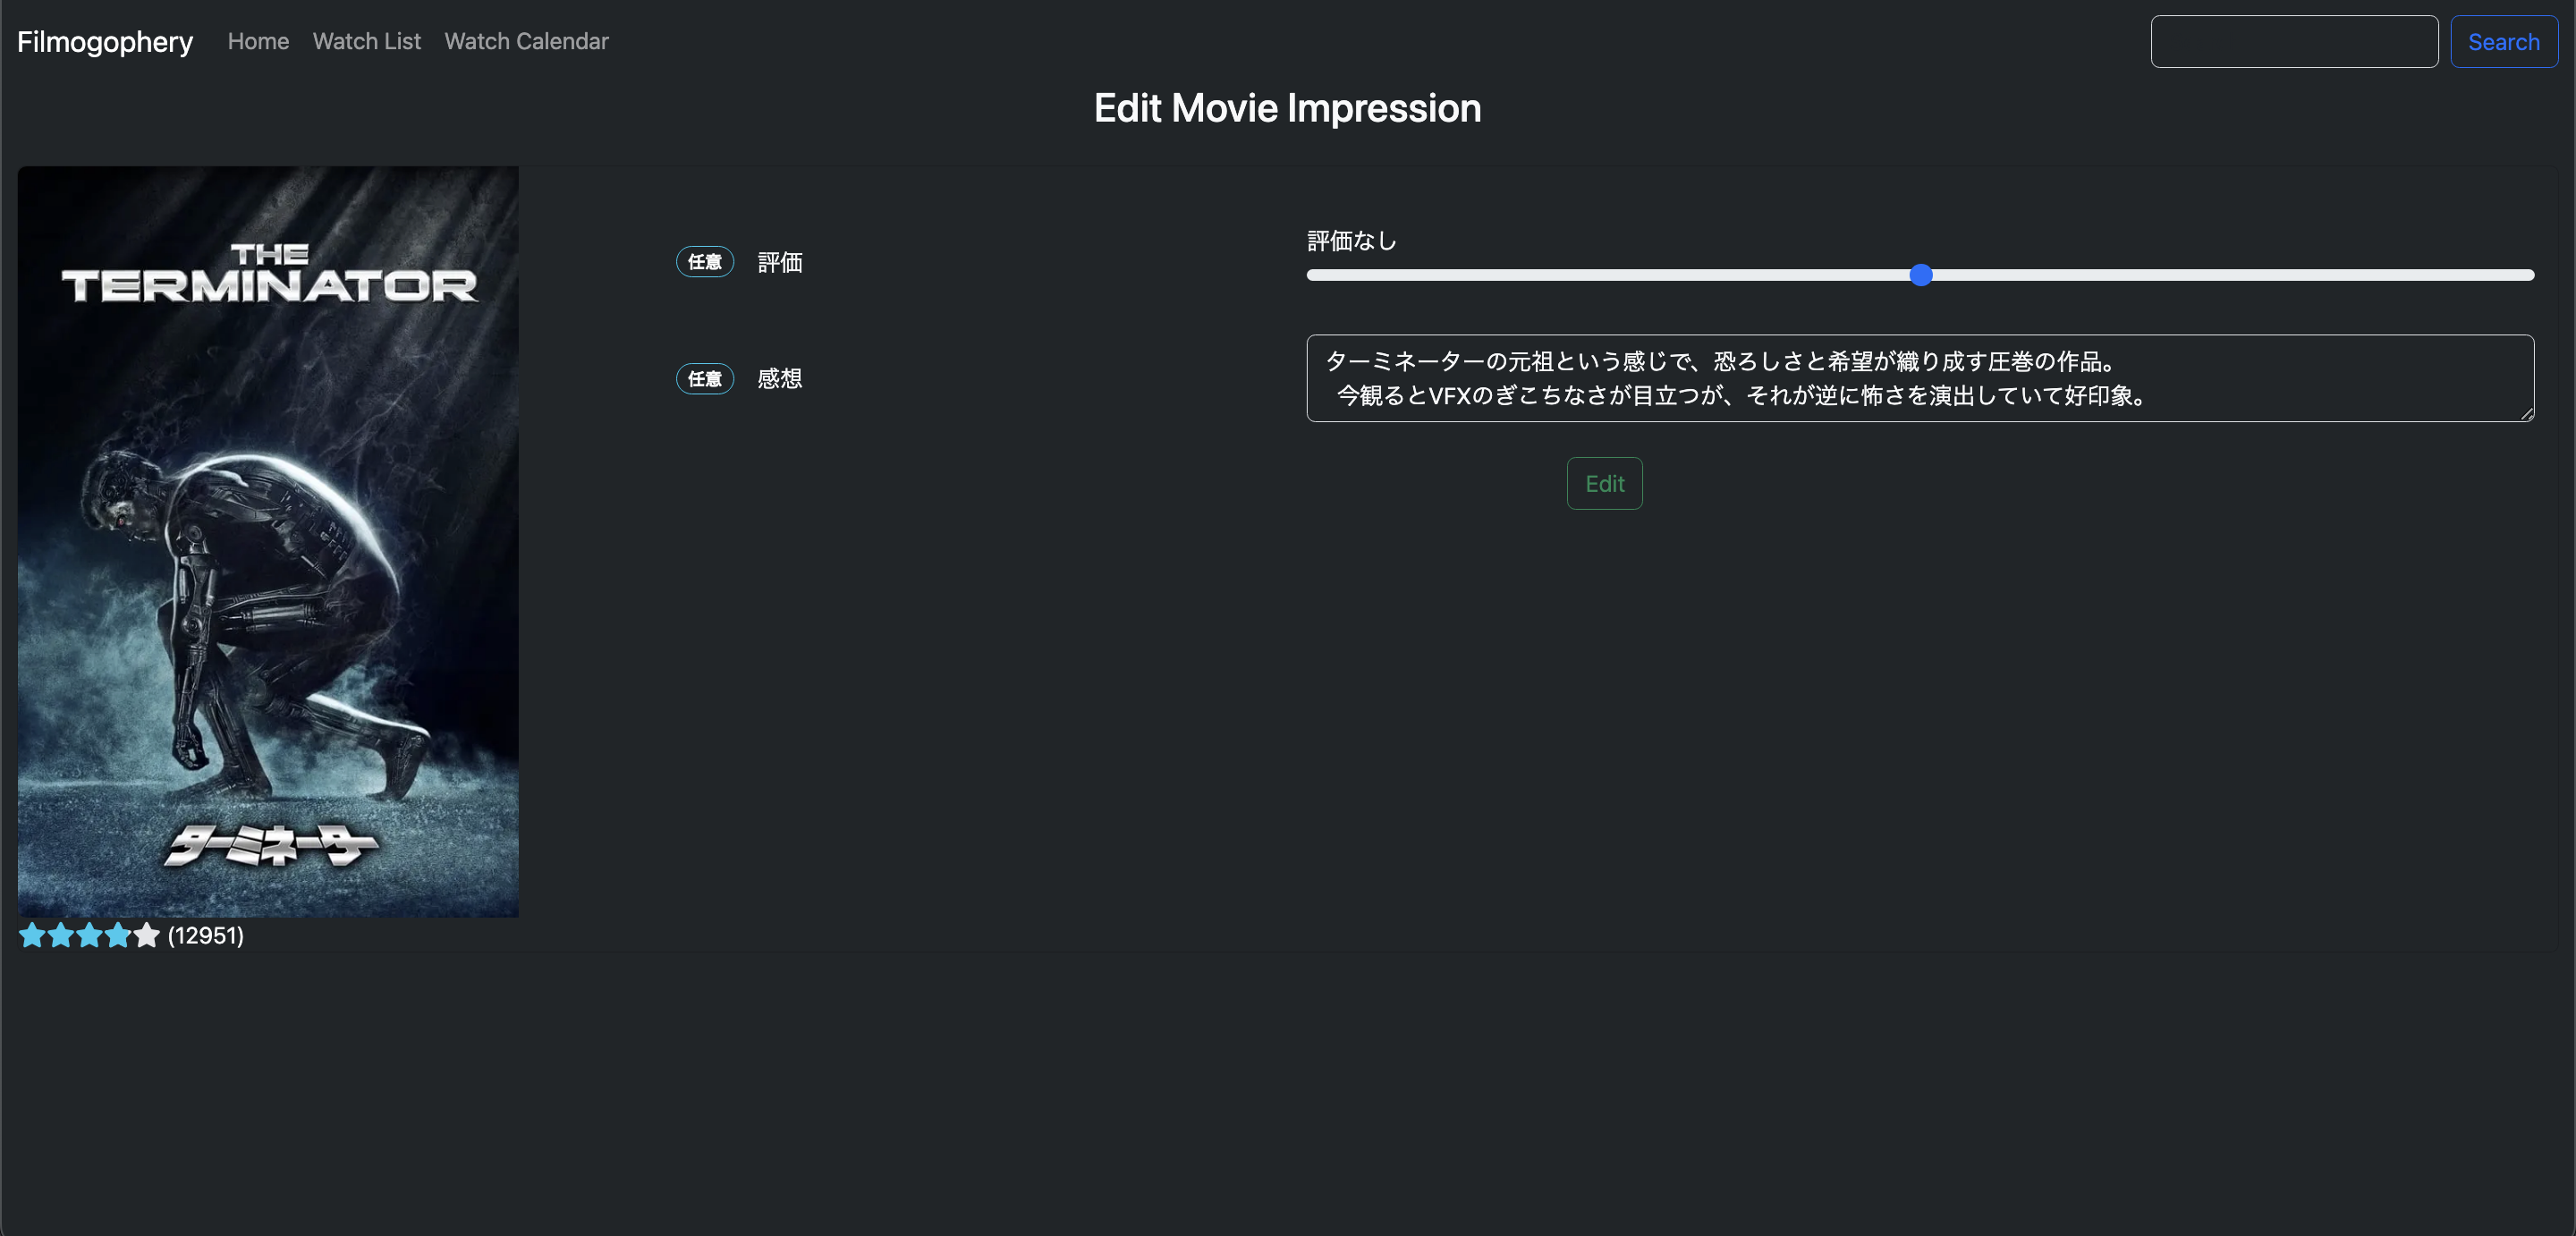 Filmogophery Home Watch List Watch Calendar Search
Edit Movie Impression
THE
TERMINATOR
ターミネーター
(12951)
任意 評価
評価なし
任意 感想
ターミネーターの元祖という感じで、恐ろしさと希望が織り成す圧巻の作品。
今観るとVFXのぎこちなさが目立つが、それが逆に怖さを演出していて好印象。
Edit